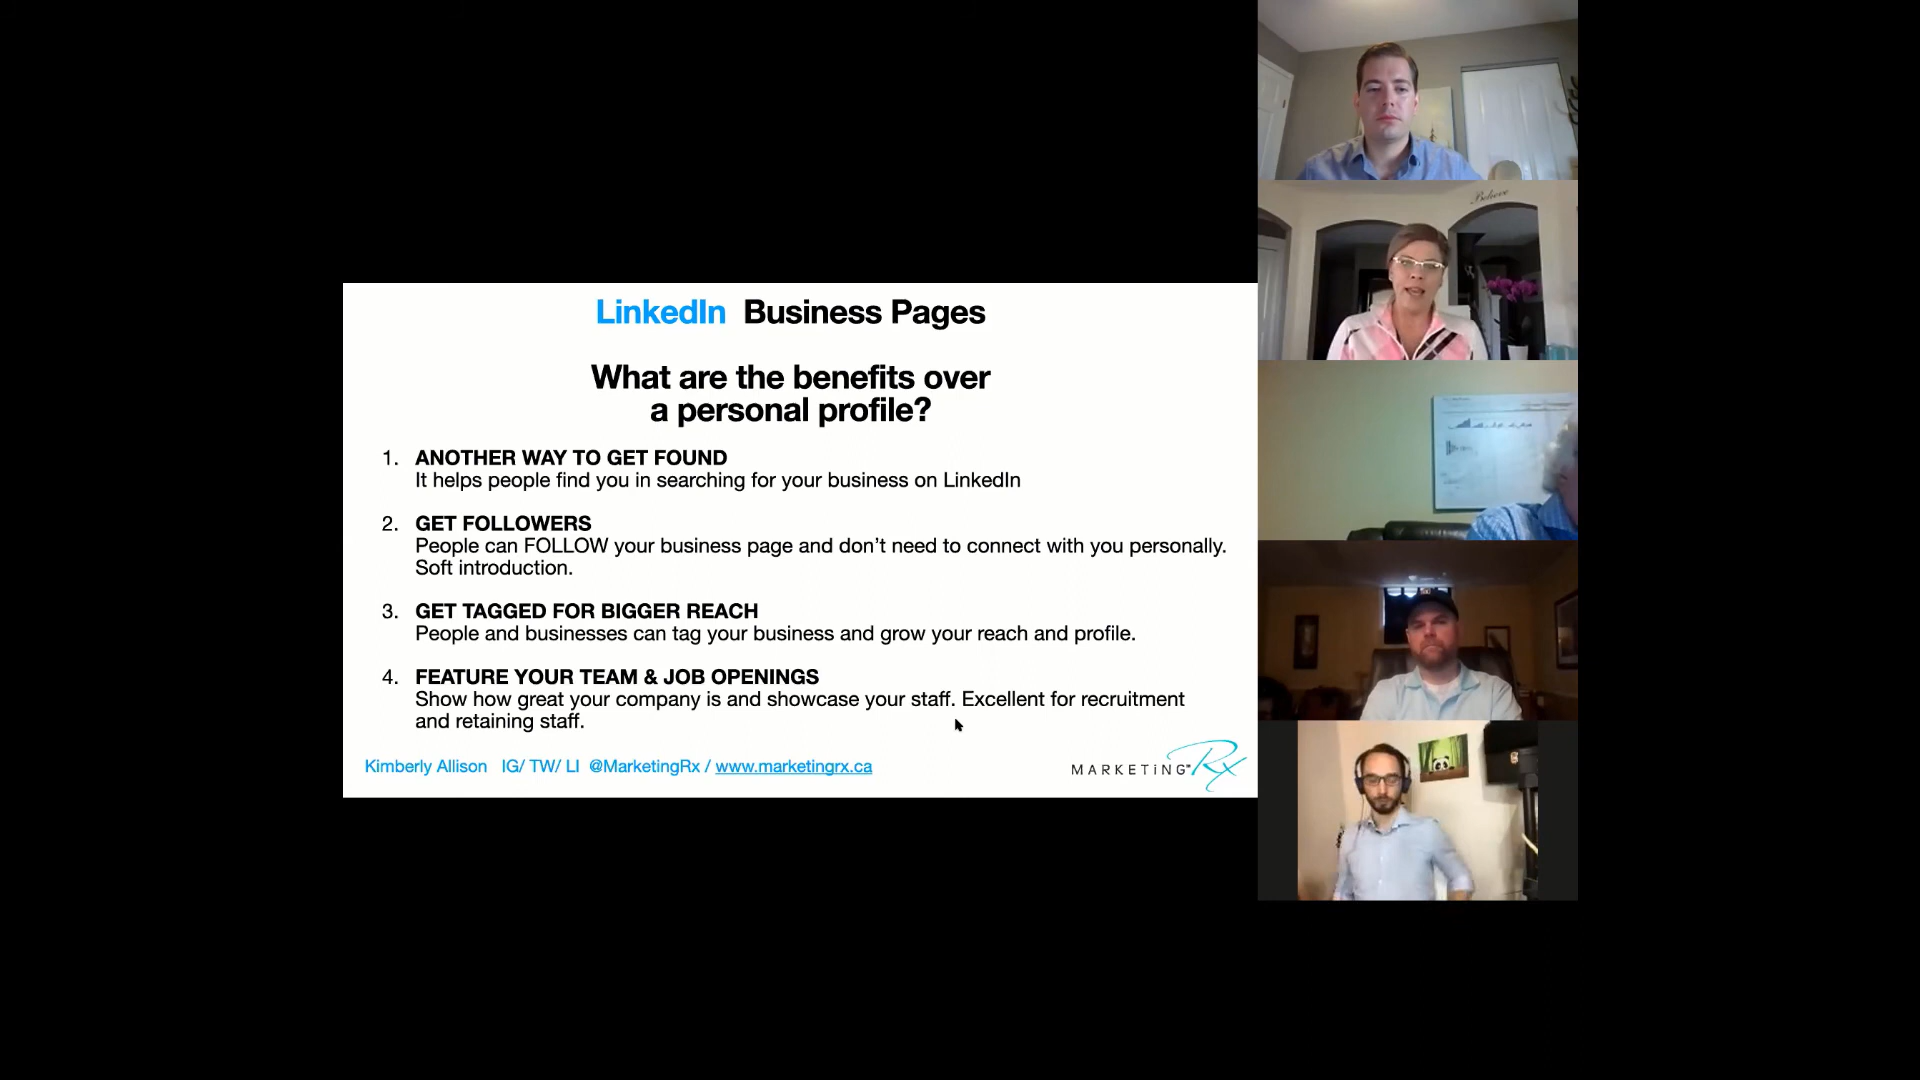 LinkedIn Business Pages
What are the benefits over
a personal profile?
1. ANOTHER WAY TO GET FOUND
It helps people find you in searching for your business on LinkedIn
2. GET FOLLOWERS
People can FOLLOW your business page and don’t need to connect with you personally.
Soft introduction.
3. GET TAGGED FOR BIGGER REACH
People and businesses can tag your business and grow your reach and profile.
4. FEATURE YOUR TEAM & JOB OPENINGS
Show how great your company is and showcase your staff. Excellent for recruitment
and retaining staff.
Kimberly Allison IG/ TW/ LI @MarketingRx / www.marketingrx.ca
MARKETiNG Rx
Believe